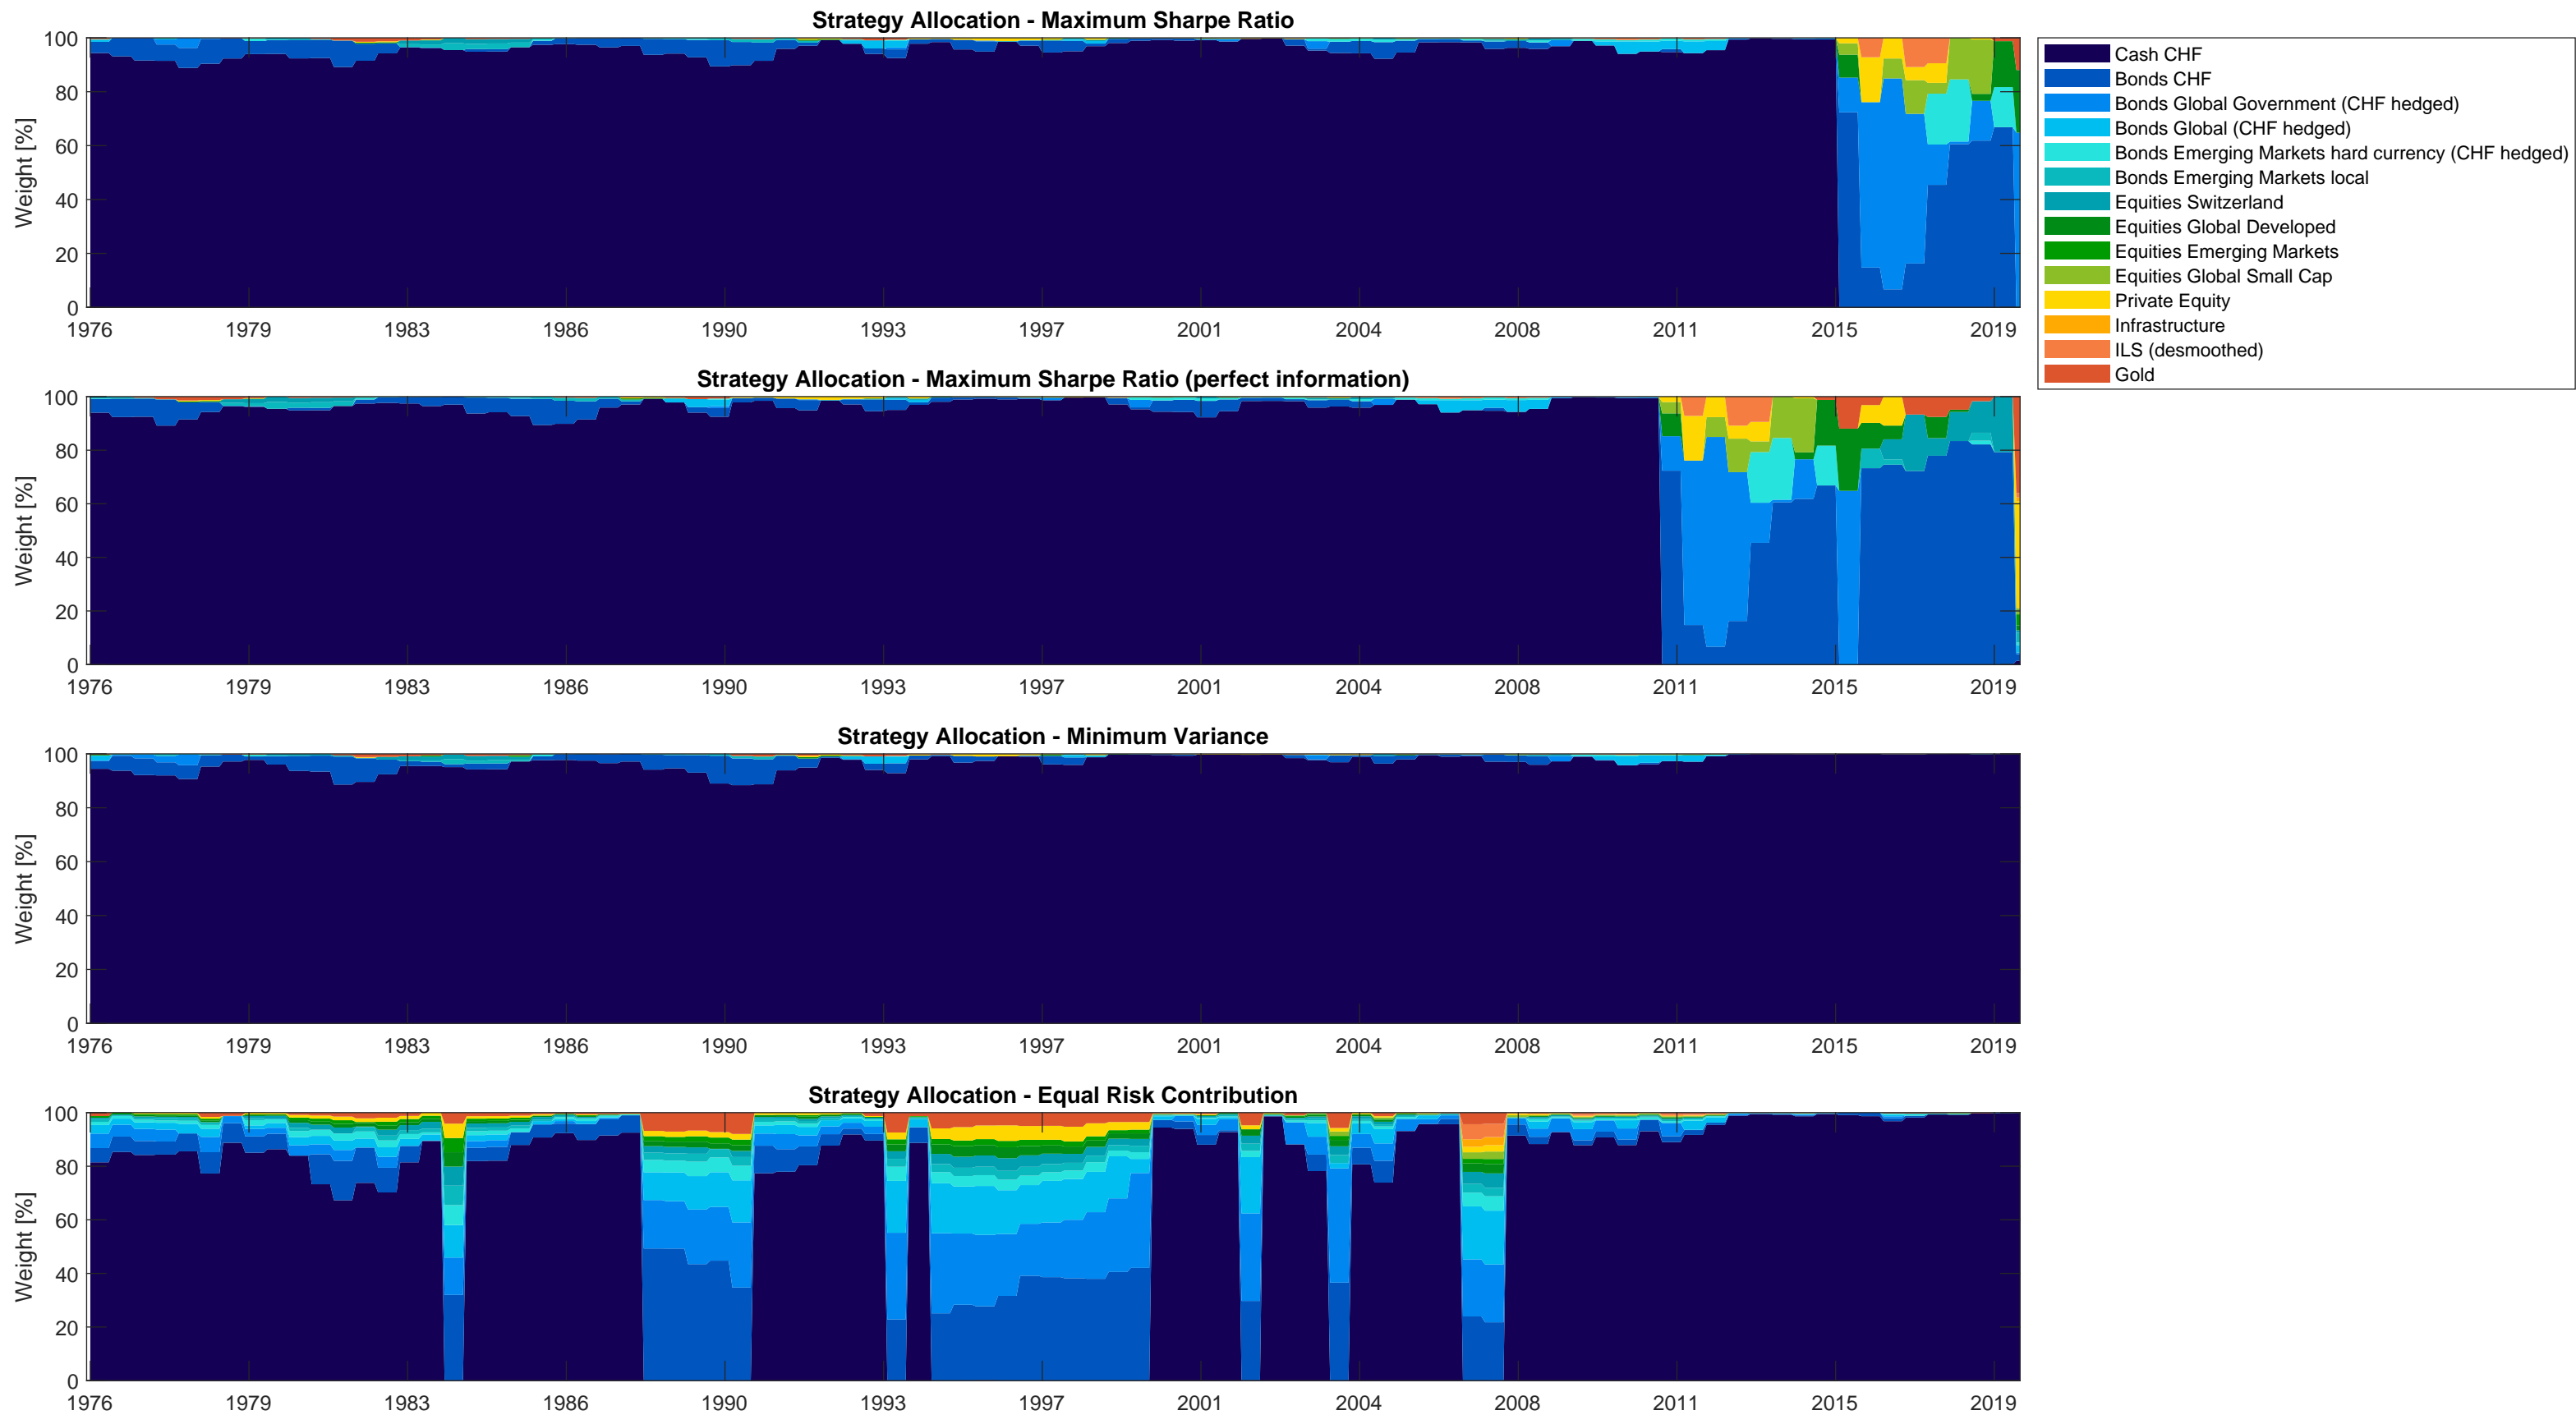 Strategy Allocation - Maximum Sharpe Ratio
Weight [%]
100
80
60
40
20
0
1976 1979 1983 1986 1990 1993 1997 2001 2004 2008 2011 2015 2019
Cash CHF
Bonds CHF
Bonds Global Government (CHF hedged)
Bonds Global (CHF hedged)
Bonds Emerging Markets hard currency (CHF hedged)
Bonds Emerging Markets local
Equities Switzerland
Equities Global Developed
Equities Emerging Markets
Equities Global Small Cap
Private Equity
Infrastructure
ILS (desmoothed)
Gold
Strategy Allocation - Maximum Sharpe Ratio (perfect information)
Weight [%]
100
80
60
40
20
0
1976 1979 1983 1986 1990 1993 1997 2001 2004 2008 2011 2015 2019
Strategy Allocation - Minimum Variance
Weight [%]
100
80
60
40
20
0
1976 1979 1983 1986 1990 1993 1997 2001 2004 2008 2011 2015 2019
Strategy Allocation - Equal Risk Contribution
Weight [%]
100
80
60
40
20
0
1976 1979 1983 1986 1990 1993 1997 2001 2004 2008 2011 2015 2019